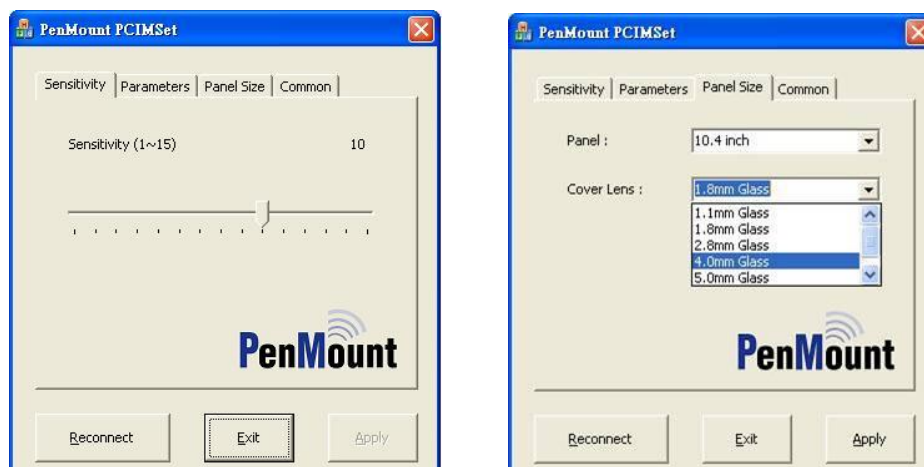 PenMount PCIMSet
Sensitivity Parameters Panel Size Common
Sensitivity (1~15) 10
PenMount
Reconnect Exit Apply
PenMount PCIMSet
Sensitivity Parameters Panel Size Common
Panel : 10.4 inch
Cover Lens : 1.8mm Glass
1.1mm Glass
1.8mm Glass
2.8mm Glass
4.0mm Glass
5.0mm Glass
PenMount
Reconnect Exit Apply